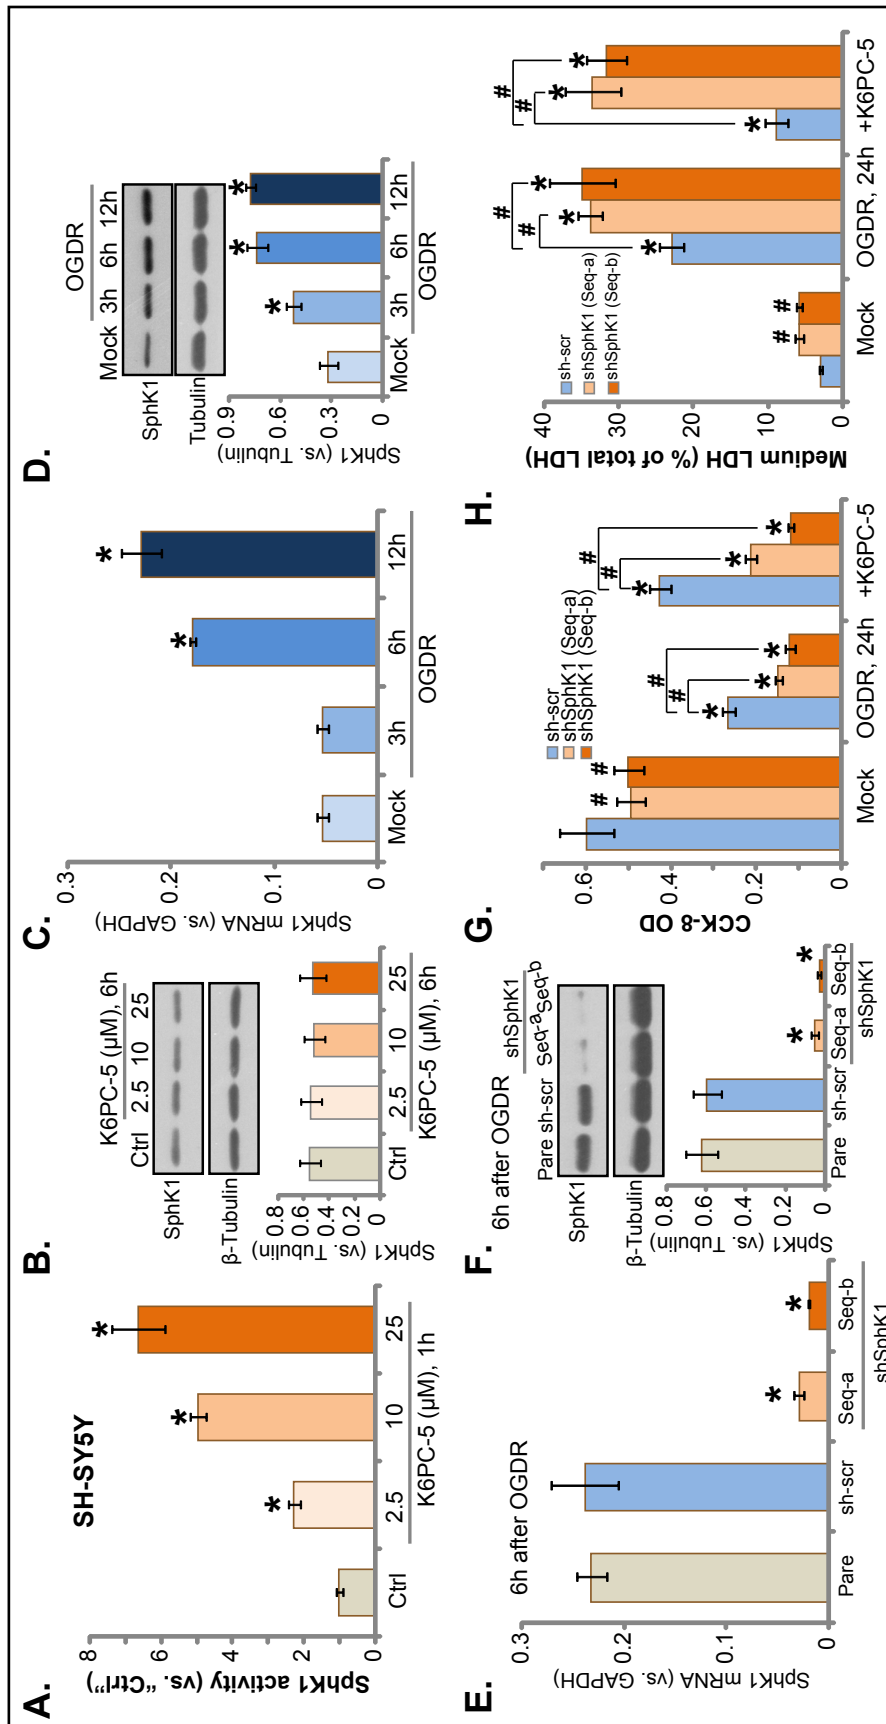 A.
SH-SY5Y
SphK1 activity (vs. “Ctrl”)
8
6
4
2
0
* * *
Ctrl 2.5 10 25
K6PC-5 (μM), 1h
B.
K6PC-5 (μM), 6h
Ctrl 2.5 10 25
SphK1
β-Tubulin
SphK1 (vs. Tubulin)
0.8
0.6
0.4
0.2
0
Ctrl 2.5 10 25
K6PC-5 (μM), 6h
C.
SphK1 mRNA (vs. GAPDH)
0.3
0.2
0.1
0
* *
Mock 3h 6h 12h
OGDR
D.
OGDR
Mock 3h 6h 12h
SphK1
Tubulin
SphK1 (vs. Tubulin)
0.9
0.6
0.3
0
* * *
Mock 3h 6h 12h
OGDR
E.
6h after OGDR
SphK1 mRNA (vs. GAPDH)
0.3
0.2
0.1
0
* *
Pare sh-scr Seq-a Seq-b
shSphK1
F.
6h after OGDR
shSphK1
Pare sh-scr Seq-a Seq-b
SphK1
β-Tubulin
SphK1 (vs. Tubulin)
0.8
0.6
0.4
0.2
0
* *
Pare sh-scr Seq-a Seq-b
shSphK1
G.
CCK-8 OD
0.6
0.4
0.2
0
sh-scr
shSphK1 (Seq-a)
shSphK1 (Seq-b)
# #
# #
* * *
# #
* * *
Mock OGDR, 24h +K6PC-5
H.
Medium LDH (% of total LDH)
40
30
20
10
0
sh-scr
shSphK1 (Seq-a)
shSphK1 (Seq-b)
# #
# #
* * *
# #
* * *
Mock OGDR, 24h +K6PC-5